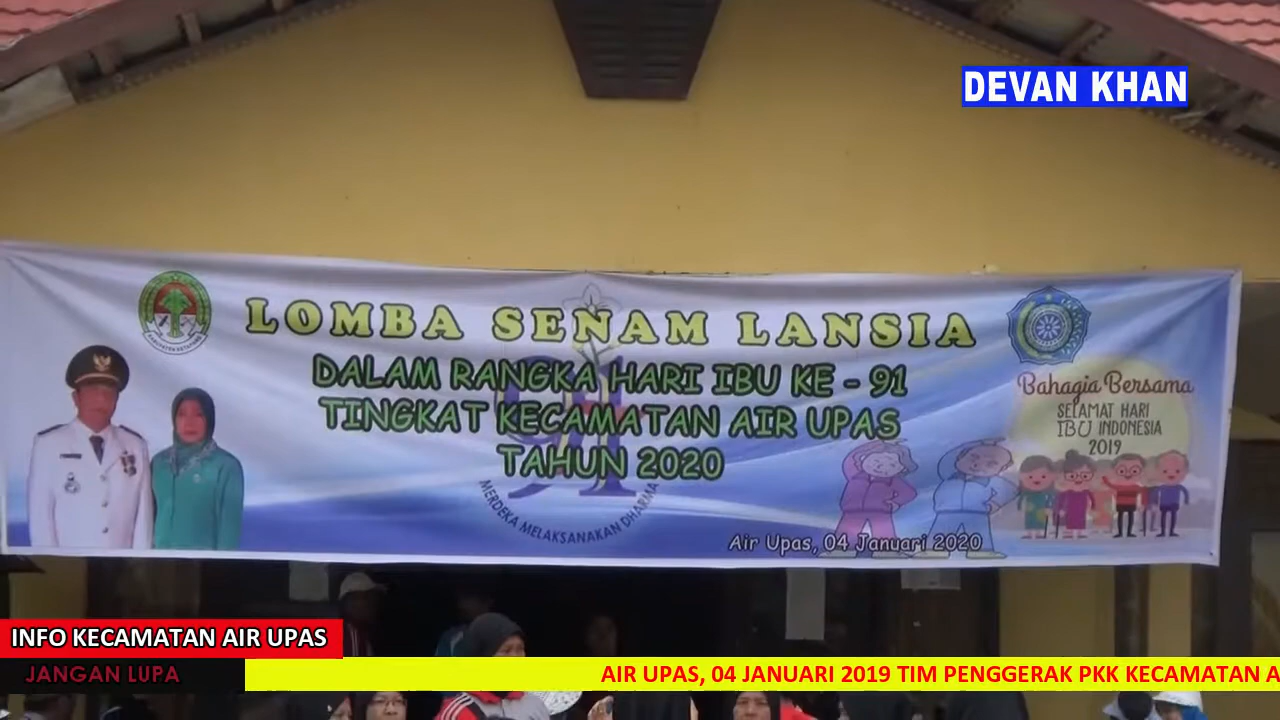 DEVAN KHAN
LOMBA SENAM LANSIA
DALAM RANGKA HARI IBU KE - 91
TINGKAT KECAMATAN AIR UPAS
TAHUN 2020
91
MERDEKA MELAKSANAKAN DHARMA
Air Upas, 04 Januari 2020
Bahagia Bersama
SELAMAT HARI
IBU INDONESIA
2019
INFO KECAMATAN AIR UPAS
JANGAN LUPA
AIR UPAS, 04 JANUARI 2019 TIM PENGGERAK PKK KECAMATAN A